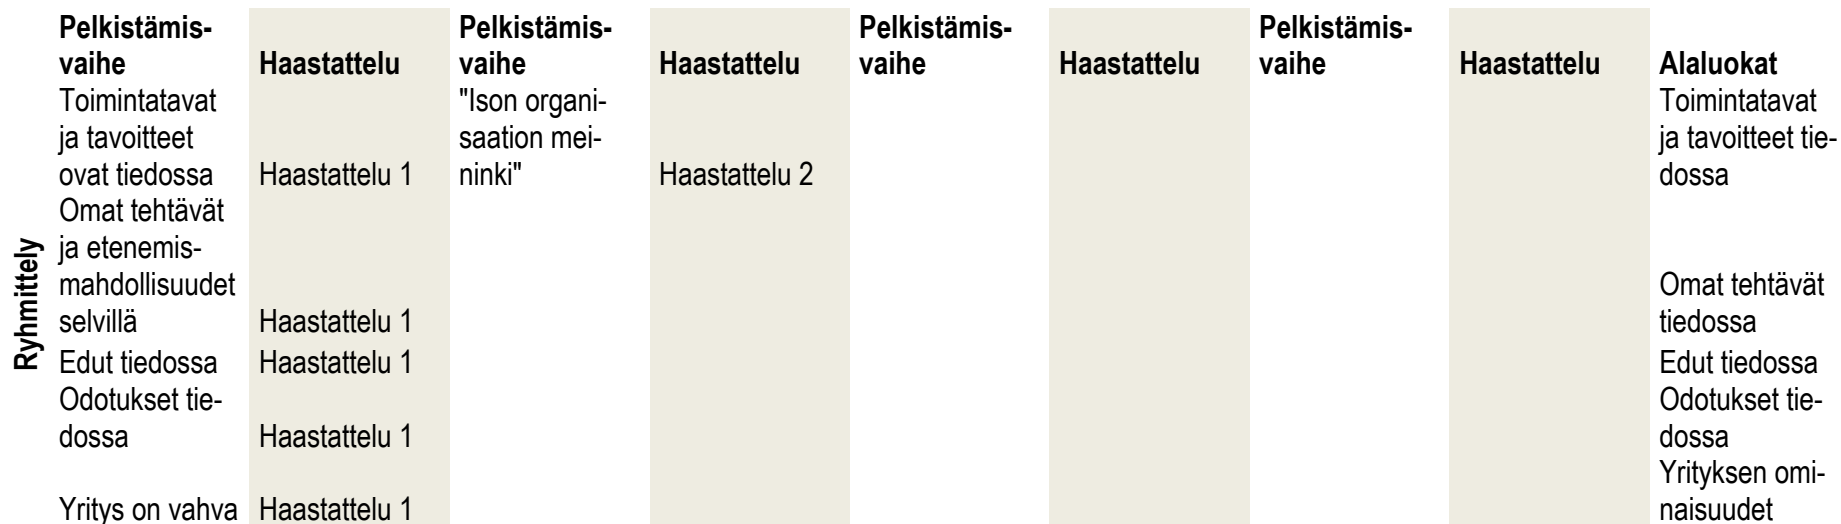 Pelkistämis-
vaihe Haastattelu Pelkistämis-
vaihe Haastattelu Pelkistämis-
vaihe Haastattelu Pelkistämis-
vaihe Haastattelu Alaluokat
Ryhmittely
Toimintatavat
ja tavoitteet
ovat tiedossa Haastattelu 1 "Ison organi-
saation mei-
ninki" Haastattelu 2 Toimintatavat
ja tavoitteet tie-
dossa
Omat tehtävät
ja etenemis-
mahdollisuudet
selvillä Haastattelu 1 Omat tehtävät
tiedossa
Edut tiedossa Haastattelu 1 Edut tiedossa
Odotukset tie-
dossa Haastattelu 1 Odotukset tie-
dossa
Yritys on vahva Haastattelu 1 Yrityksen omi-
naisuudet